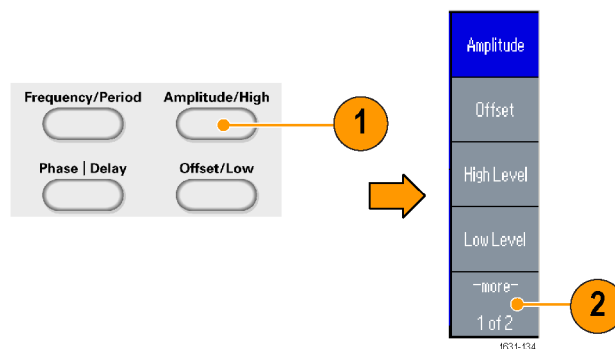 Frequency/Period
Amplitude/High
1
Phase | Delay
Offset/Low
Amplitude
Offset
High Level
Low Level
-more-
1 of 2
2
1631-134